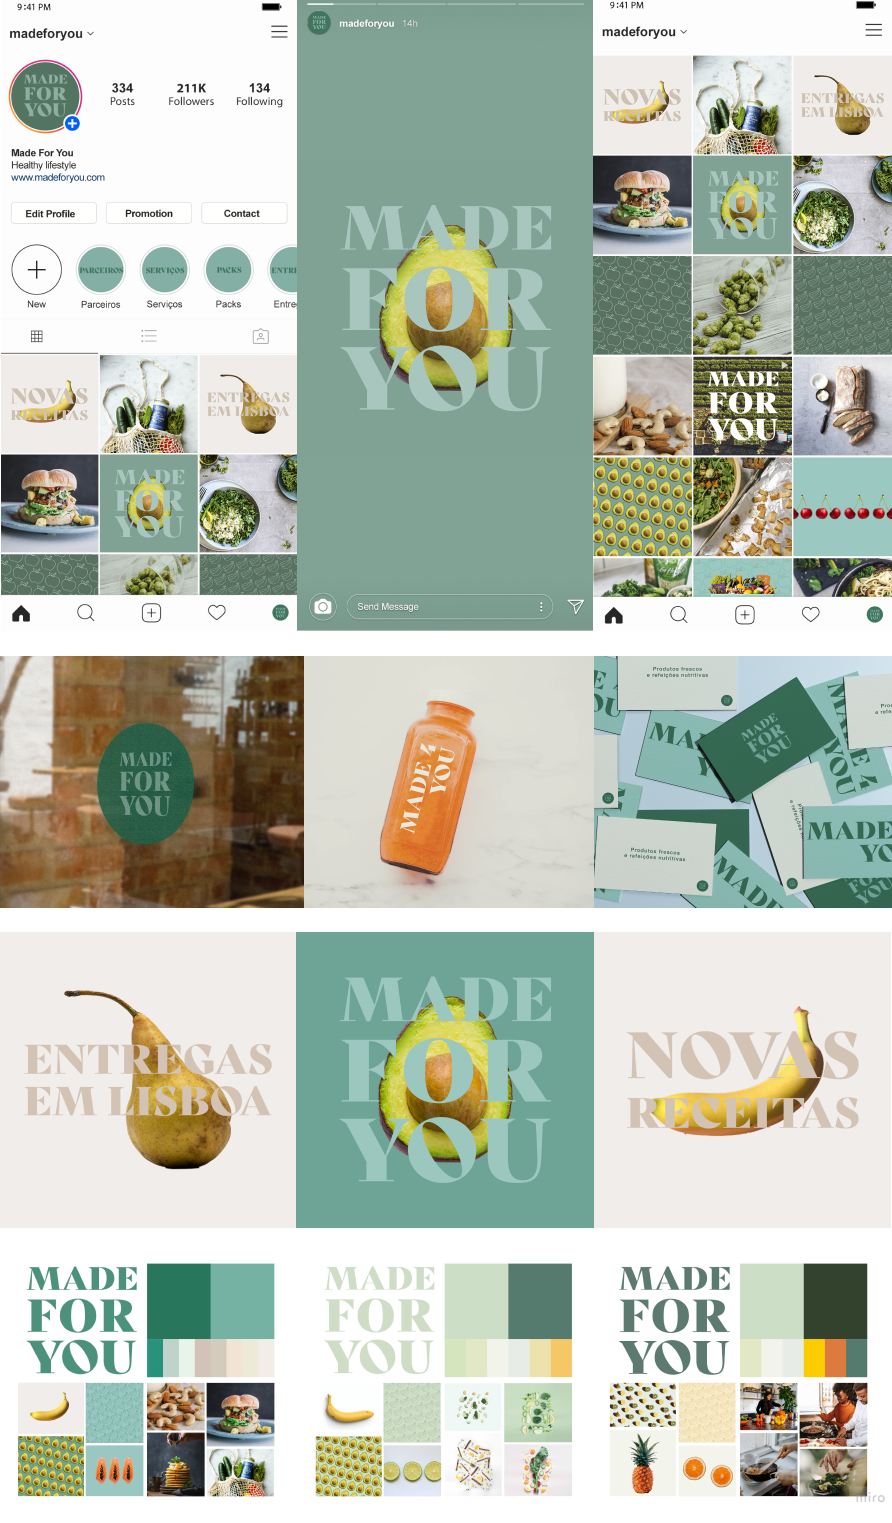 9:41 PM
madeforyou
MADE
FOR
YOU
334
Posts
211K
Followers
134
Following
Made For You
Healthy lifestyle
www.madeforyou.com
Edit Profile
Promotion
Contact
PARCEIROS
SERVIÇOS
PACKS
New
Parceiros
Serviços
Packs
Entre
NOVAS
RECEITAS
ENTREGAS
EM LISBOA
MADE
FOR
YOU
madeforyou 14h
MADE
FOR
YOU
Send Message
9:41 PM
madeforyou
NOVAS
RECEITAS
ENTREGAS
EM LISBOA
MADE
FOR
YOU
MADE
FOR
YOU
MADE
FOR
YOU
MADE 4
YOU
Produtos frescos
e refeições nutritivas
MADE
FOR
YOU
Produtos frescos
e refeições nutritivas
MADE
ENTREGAS
EM LISBOA
MADE
FOR
YOU
NOVAS
RECEITAS
MADE
FOR
YOU
MADE
FOR
YOU
MADE
FOR
YOU
miro